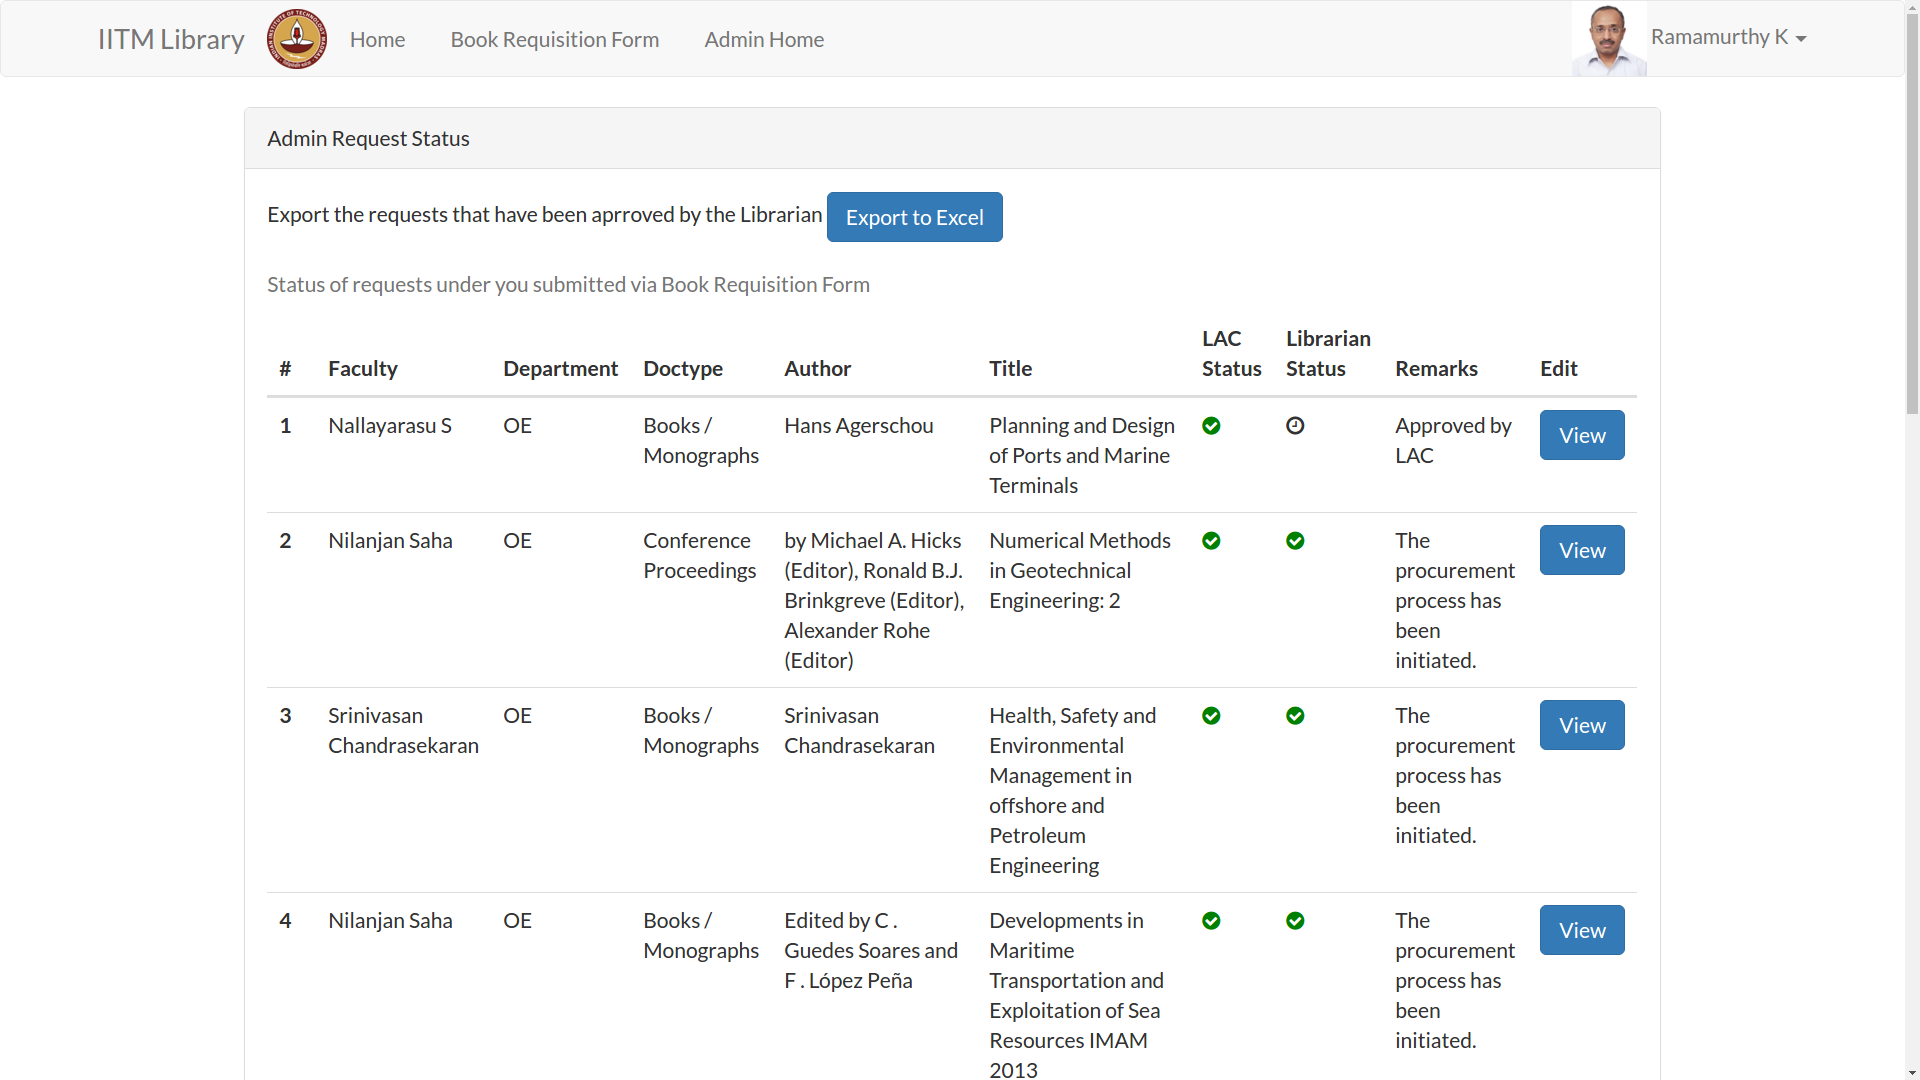 IITM Library Home Book Requisition Form Admin Home Ramamurthy K
Admin Request Status
Export the requests that have been aprroved by the Librarian Export to Excel
Status of requests under you submitted via Book Requisition Form
# Faculty Department Doctype Author Title LAC Status Librarian Status Remarks Edit
1 Nallayarasu S OE Books / Hans Agerschou Planning and Design Approved by View
Monographs of Ports and Marine LAC
Terminals
2 Nilanjan Saha OE Conference by Michael A. Hicks Numerical Methods The View
Proceedings (Editor), Ronald B.J. in Geotechnical procurement
Brinkgreve (Editor), Engineering: 2 process has
Alexander Rohe been
(Editor) initiated.
3 Srinivasan OE Books / Srinivasan Health, Safety and The View
Chandrasekaran Monographs Chandrasekaran Environmental procurement
Management in process has
offshore and been
Petroleum initiated.
Engineering
4 Nilanjan Saha OE Books / Edited by C . Developments in The View
Monographs Guedes Soares and Maritime procurement
F . López Peña Transportation and process has
Exploitation of Sea been
Resources IMAM initiated.
2013